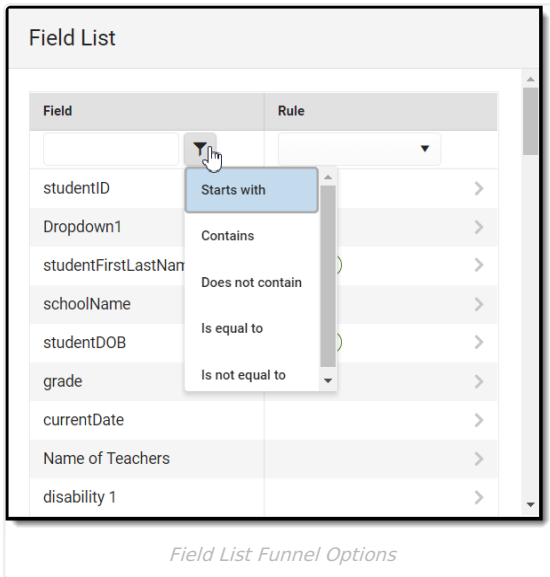 Field List
Field Rule
studentID
Starts with
Dropdown1
Contains
studentFirstLastNam
Does not contain
schoolName
Is equal to
studentDOB
Is not equal to
grade
currentDate
Name of Teachers
disability 1
Field List Funnel Options